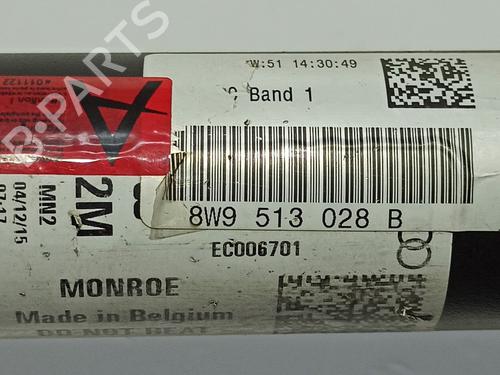 W:51 14:30:49
Band 1
8W9 513 028 B
EC006701
MONROE
Made in Belgium
DO NOT HEAT
2M
MN2
04/12/15
4011122
B-PARTS